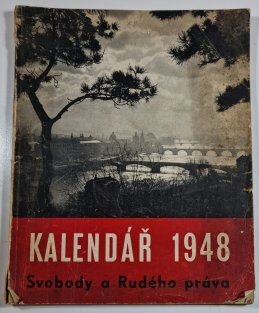 KALENDÁŘ 1948
Svobody a Rudého práva